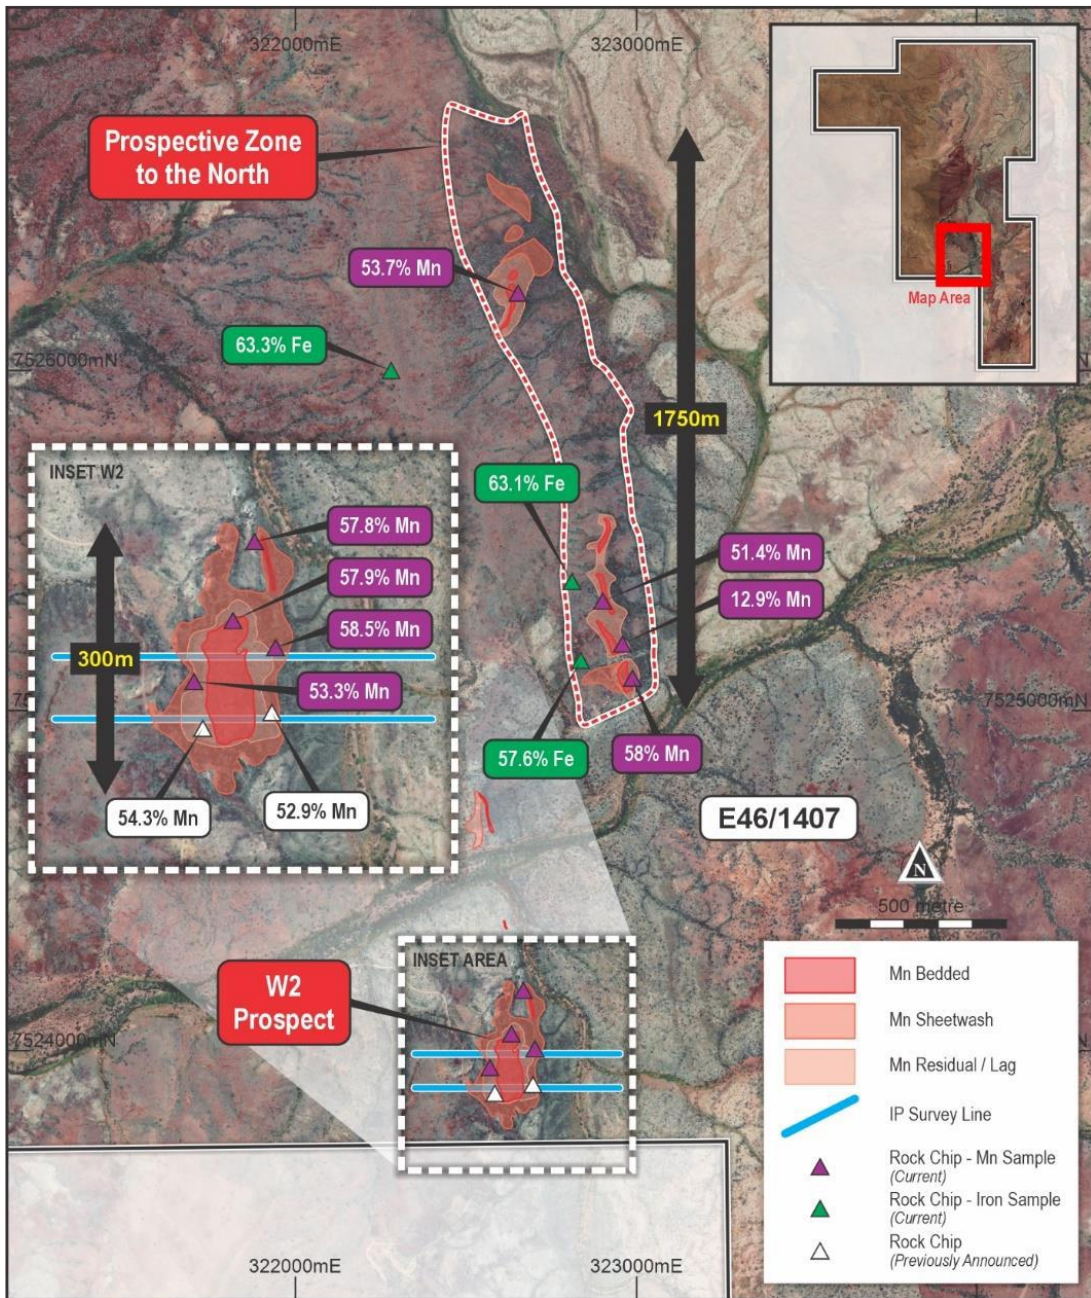 322000mE
323000mE
Prospective Zone
to the North
53.7% Mn
63.3% Fe
7526000mN
Map Area
1750m
63.1% Fe
51.4% Mn
12.9% Mn
INSET W2
57.8% Mn
57.9% Mn
58.5% Mn
300m
53.3% Mn
54.3% Mn
52.9% Mn
7525000mN
57.6% Fe
58% Mn
E46/1407
N
500 metre
INSET AREA
W2
Prospect
7524000mN
Mn Bedded
Mn Sheetwash
Mn Residual / Lag
IP Survey Line
Rock Chip - Mn Sample
(Current)
Rock Chip - Iron Sample
(Current)
Rock Chip
(Previously Announced)
322000mE
323000mE